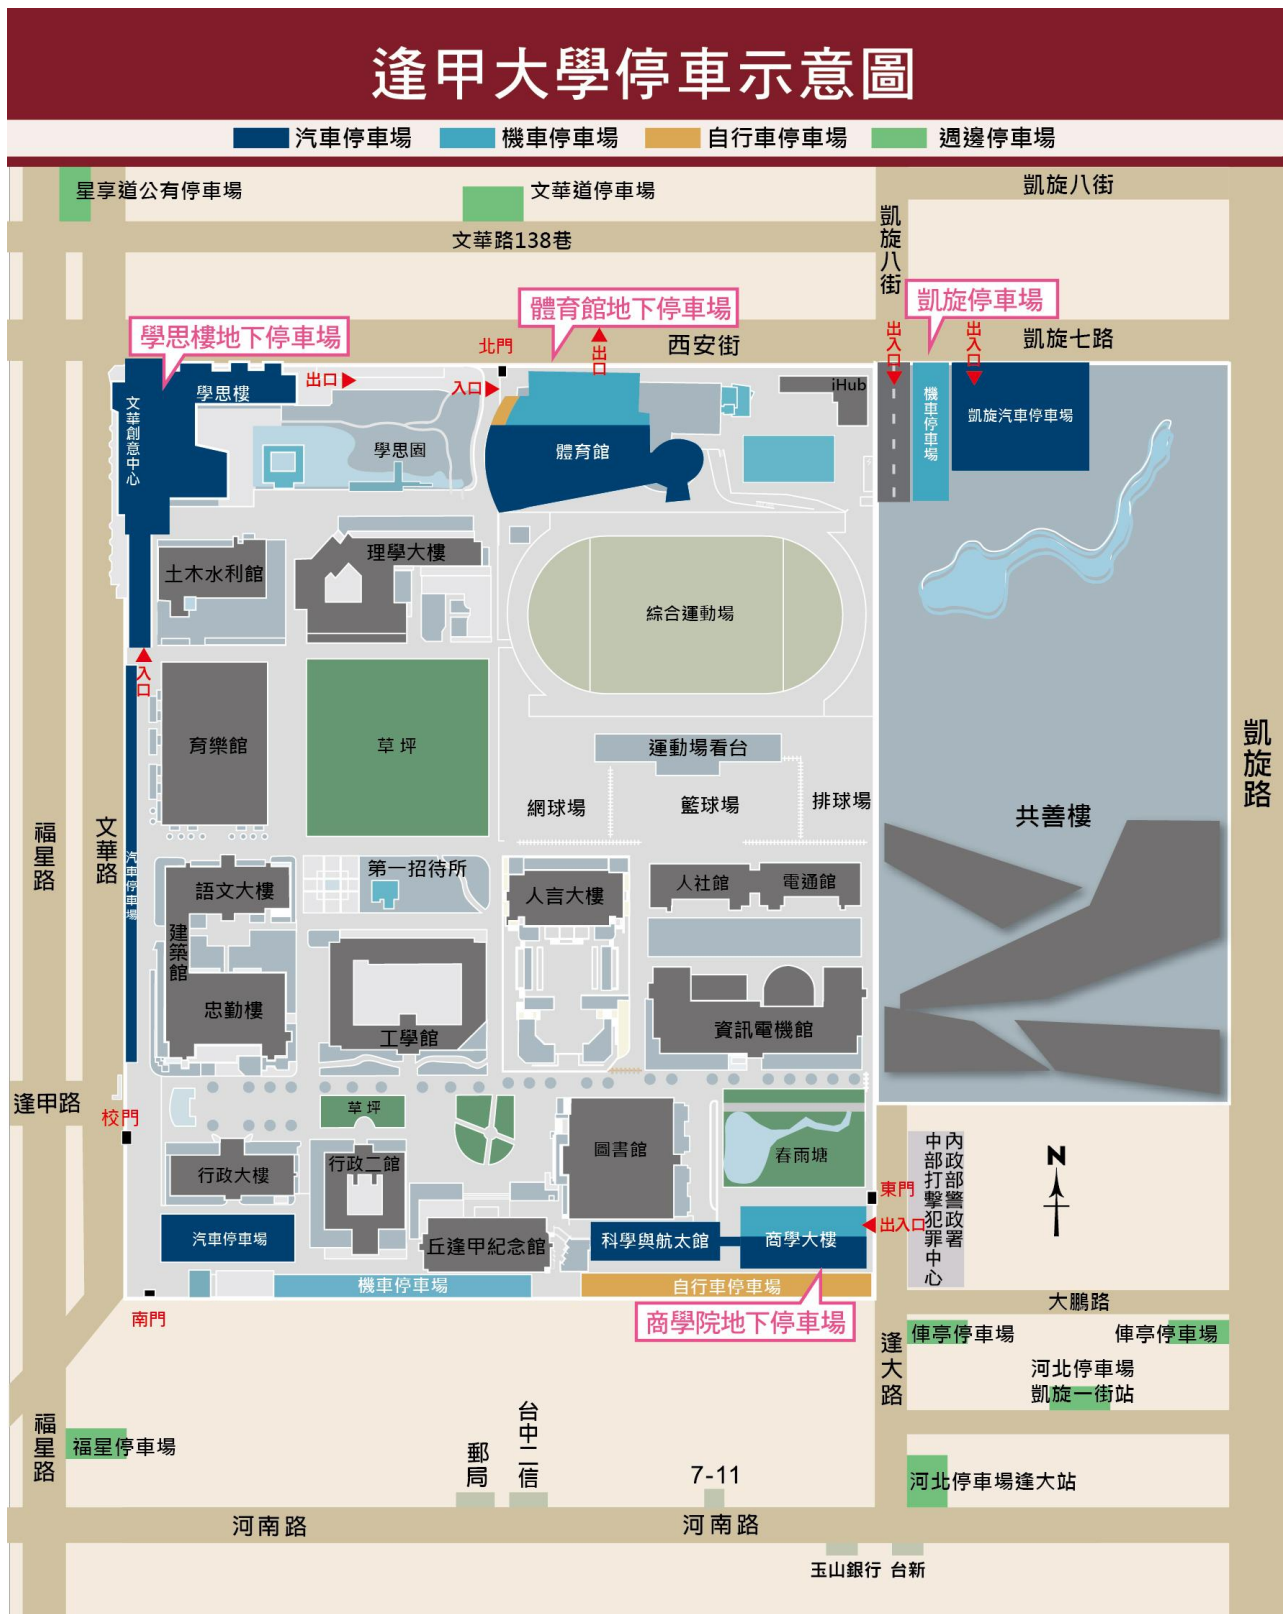 逢甲大學停車示意圖
汽車停車場
機車停車場
自行車停車場
週邊停車場
星享道公有停車場
文華道停車場
凱旋八街
文華路138巷
凱旋八街
學思樓地下停車場
體育館地下停車場
凱旋停車場
西安街
凱旋七路
北門
出口
出入口
出入口
出口
入口
學思樓
文華創意中心
學思園
體育館
iHub
機車停車場
凱旋汽車停車場
土木水利館
理學大樓
綜合運動場
入口
育樂館
草坪
運動場看台
網球場
籃球場
排球場
凱旋路
共善樓
福星路
文華路
汽車停車場
語文大樓
第一招待所
人言大樓
人社館
電通館
建築館
忠勤樓
工學館
資訊電機館
逢甲路
校門
草坪
行政大樓
行政二館
圖書館
春雨塘
內政部警政署
中部打擊犯罪中心
N
東門
出入口
汽車停車場
丘逢甲紀念館
科學與航太館
商學大樓
機車停車場
自行車停車場
南門
商學院地下停車場
大鵬路
逢大路
俥亭停車場
俥亭停車場
河北停車場
凱旋一街站
福星路
福星停車場
郵局
台中二信
7-11
河北停車場逢大站
河南路
河南路
玉山銀行
台新